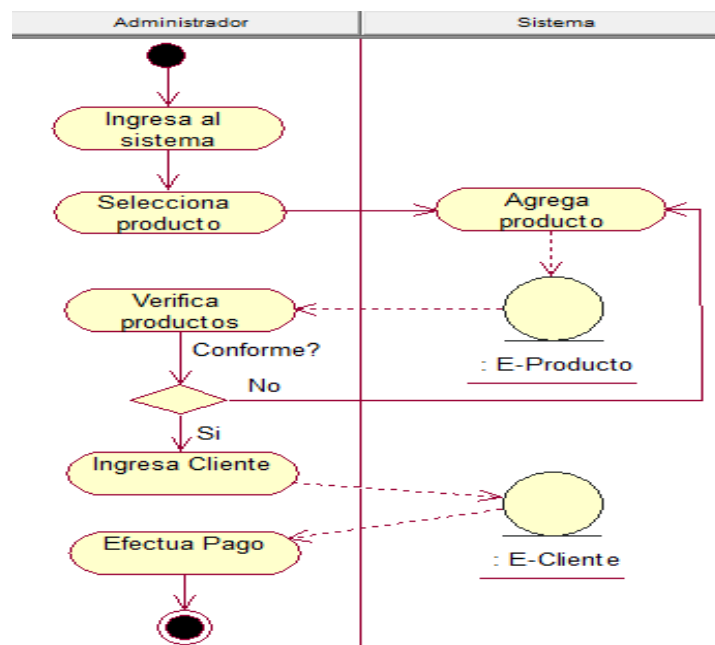 Administrador
Sistema
Ingresa al
sistema
Selecciona
producto
Agrega
producto
Verifica
productos
Conforme?
: E-Producto
No
Si
Ingresa Cliente
Efectua Pago
: E-Cliente